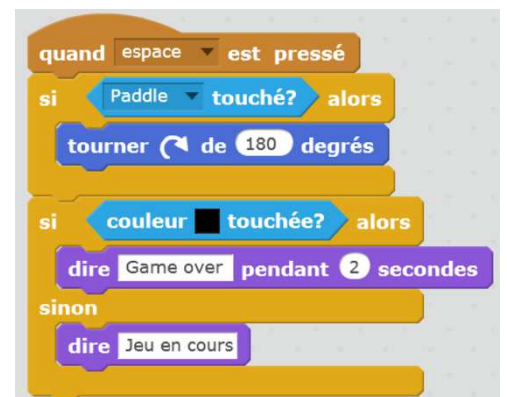 quand espace est pressé
si Paddle touché? alors
tourner de 180 degrés
si couleur touchée? alors
dire Game over pendant 2 secondes
sinon
dire Jeu en cours